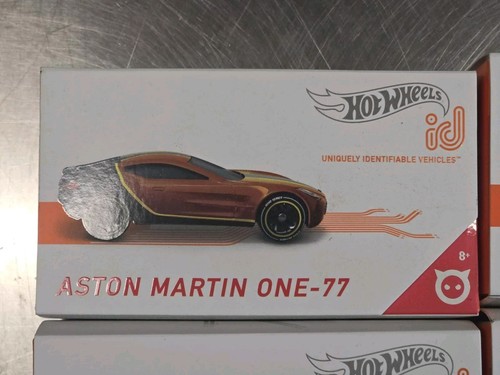 HOT WHEELS
id
UNIQUELY IDENTIFIABLE VEHICLES™
8+
ASTON MARTIN ONE-77
HOT WHEELS